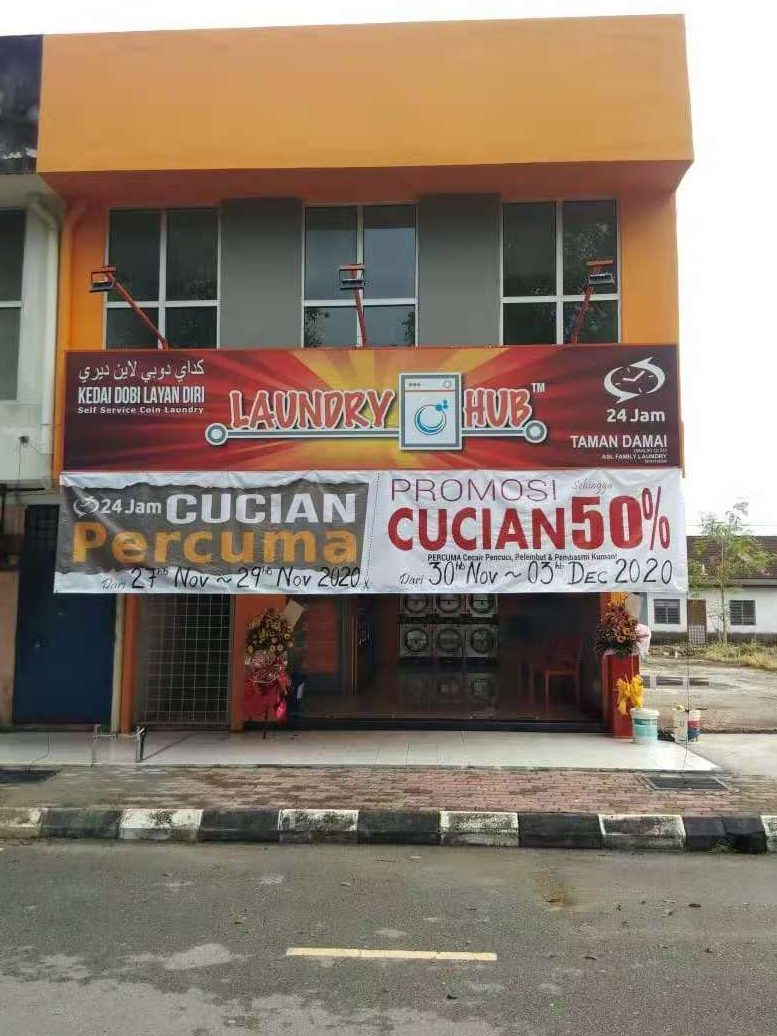 كداي دوبي لاين ديري
KEDAI DOBI LAYAN DIRI
Self Service Coin Laundry
LAUNDRY HUB™
24 Jam
TAMAN DAMAI
ASL FAMILY LAUNDRY
24 Jam CUCIAN
Percuma
Dari 27hb Nov ~ 29hb Nov 2020
PROMOSI Sehingga
CUCIAN 50%
PERCUMA Cecair Pencuci, Pelembut & Pembasmi Kuman!
Dari 30hb Nov ~ 03hb Dec 2020